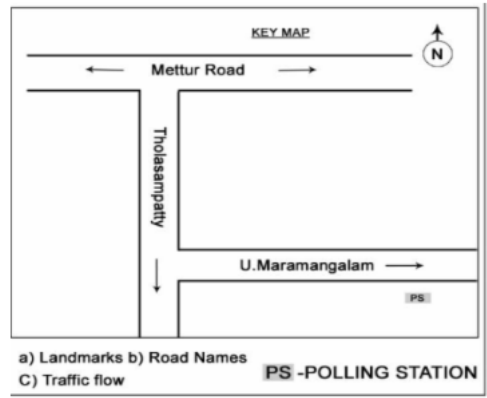 KEY MAP
N
Mettur Road
Tholasampatty
U.Maramangalam
PS
a) Landmarks b) Road Names
C) Traffic flow
PS -POLLING STATION